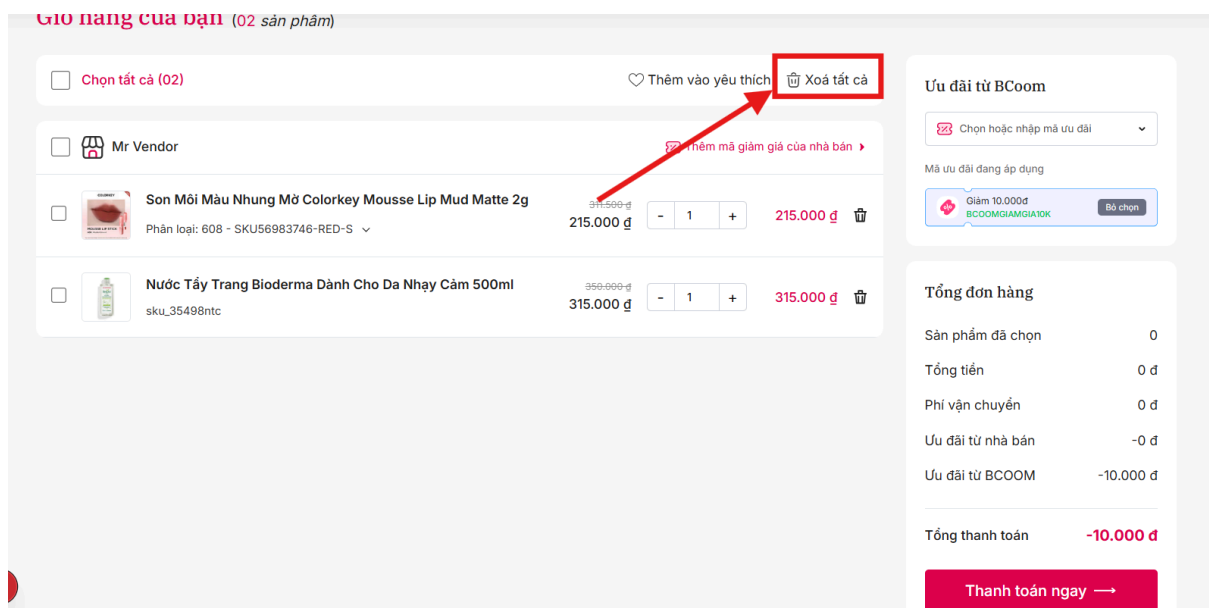 Giỏ hàng của bạn (02 sản phẩm)
Chọn tất cả (02)
Thêm vào yêu thích
Xoá tất cả
Mr Vendor
Thêm mã giảm giá của nhà bán
Son Môi Màu Nhung Mờ Colorkey Mousse Lip Mud Matte 2g
Phân loại: 608 - SKU56983746-RED-S
311.500 ₫
215.000 ₫
- 1 +
215.000 ₫
Nước Tẩy Trang Bioderma Dành Cho Da Nhạy Cảm 500ml
sku_35498ntc
350.000 ₫
315.000 ₫
- 1 +
315.000 ₫
Ưu đãi từ BCoom
Chọn hoặc nhập mã ưu đãi
Mã ưu đãi đang áp dụng
Giảm 10.000đ
BCOOMGIAMGIA10K
Bỏ chọn
Tổng đơn hàng
Sản phẩm đã chọn 0
Tổng tiền 0 đ
Phí vận chuyển 0 đ
Ưu đãi từ nhà bán -0 đ
Ưu đãi từ BCOOM -10.000 đ
Tổng thanh toán -10.000 đ
Thanh toán ngay →